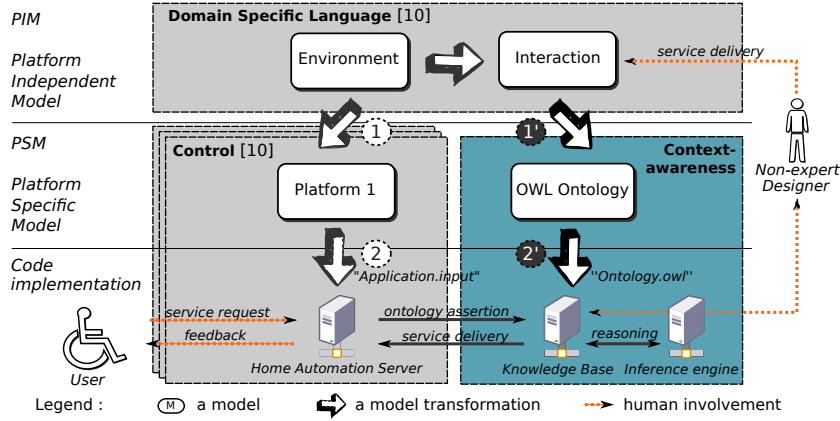 PIM
Domain Specific Language [10]
Platform
Independent
Model
Environment
Interaction
service delivery
1
1'
PSM
Platform
Specific
Model
Control [10]
Context-
awareness
Platform 1
OWL Ontology
Non-expert
Designer
2
2'
Code
implementation
"Application.input"
''Ontology.owl''
service request
ontology assertion
feedback
service delivery
reasoning
User
Home Automation Server
Knowledge Base
Inference engine
Legend :
M
a model
a model transformation
human involvement